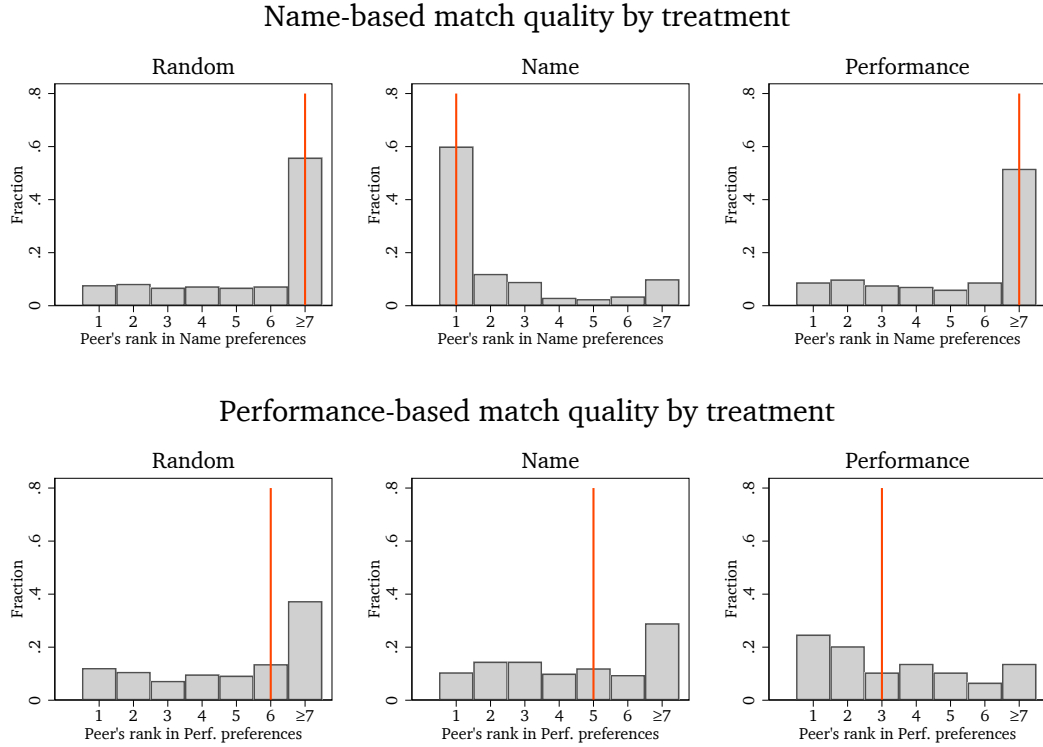 Name-based match quality by treatment
Random
Name
Performance
Fraction
0 .2 .4 .6 .8
1 2 3 4 5 6 ≥7
Peer's rank in Name preferences
Fraction
0 .2 .4 .6 .8
1 2 3 4 5 6 ≥7
Peer's rank in Name preferences
Fraction
0 .2 .4 .6 .8
1 2 3 4 5 6 ≥7
Peer's rank in Name preferences
Performance-based match quality by treatment
Random
Name
Performance
Fraction
0 .2 .4 .6 .8
1 2 3 4 5 6 ≥7
Peer's rank in Perf. preferences
Fraction
0 .2 .4 .6 .8
1 2 3 4 5 6 ≥7
Peer's rank in Perf. preferences
Fraction
0 .2 .4 .6 .8
1 2 3 4 5 6 ≥7
Peer's rank in Perf. preferences